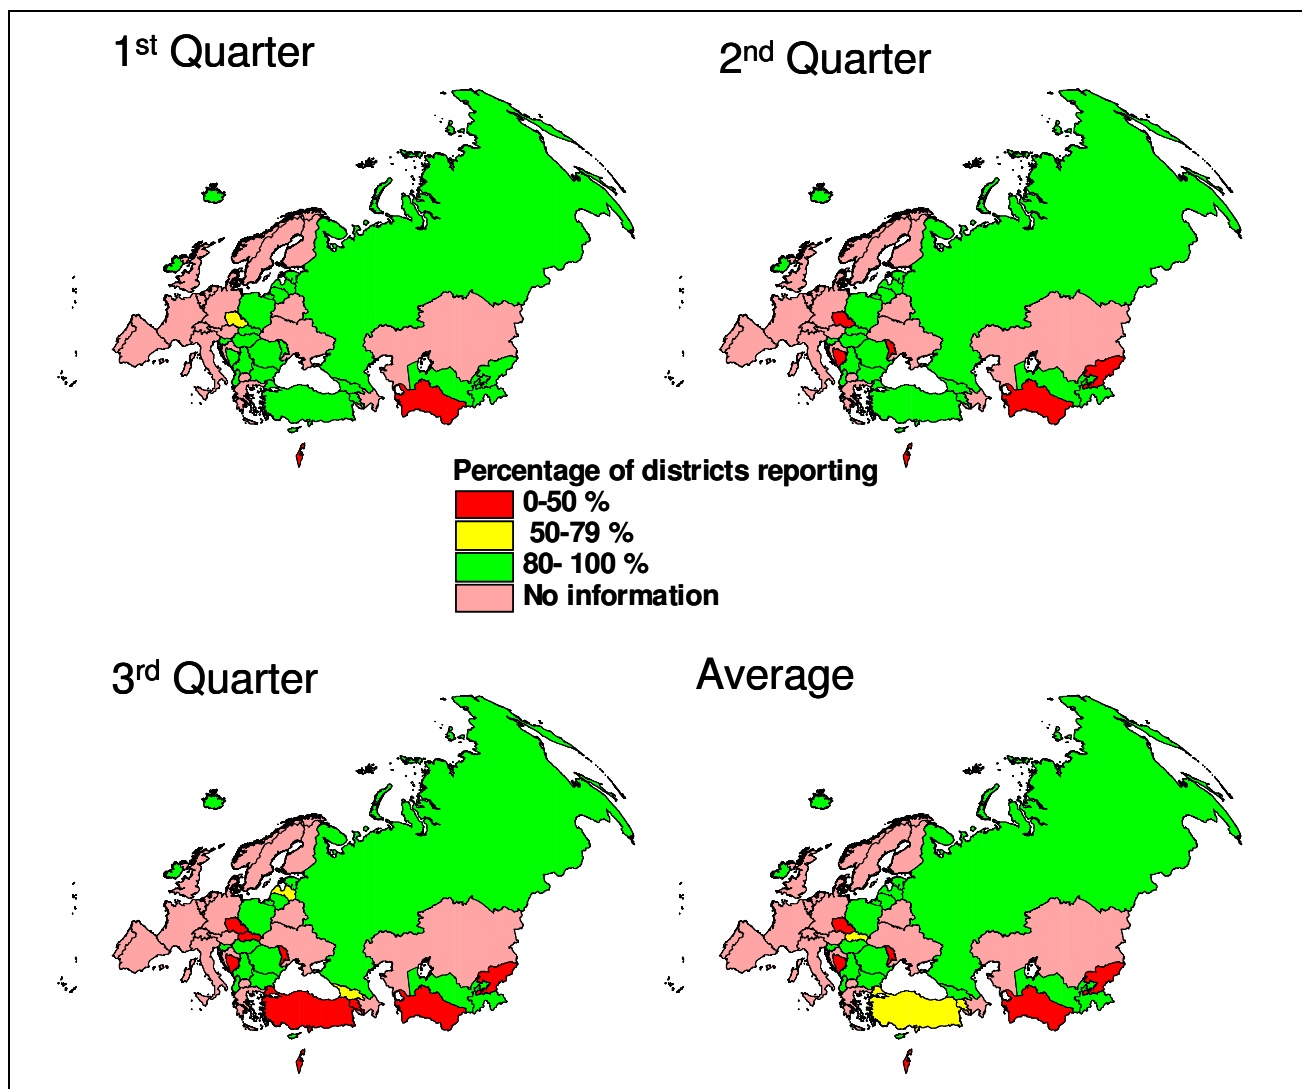 1st Quarter
2nd Quarter
Percentage of districts reporting
0-50 %
50-79 %
80- 100 %
No information
3rd Quarter
Average